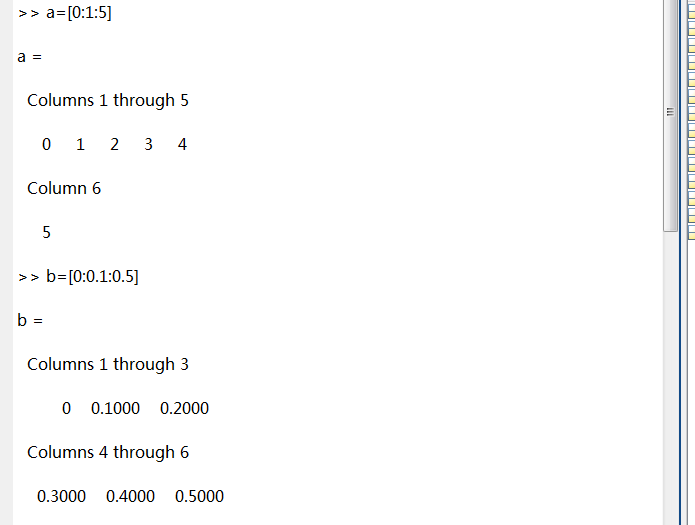 >> a=[0:1:5]
a =
Columns 1 through 5
0 1 2 3 4
Column 6
5
>> b=[0:0.1:0.5]
b =
Columns 1 through 3
0 0.1000 0.2000
Columns 4 through 6
0.3000 0.4000 0.5000